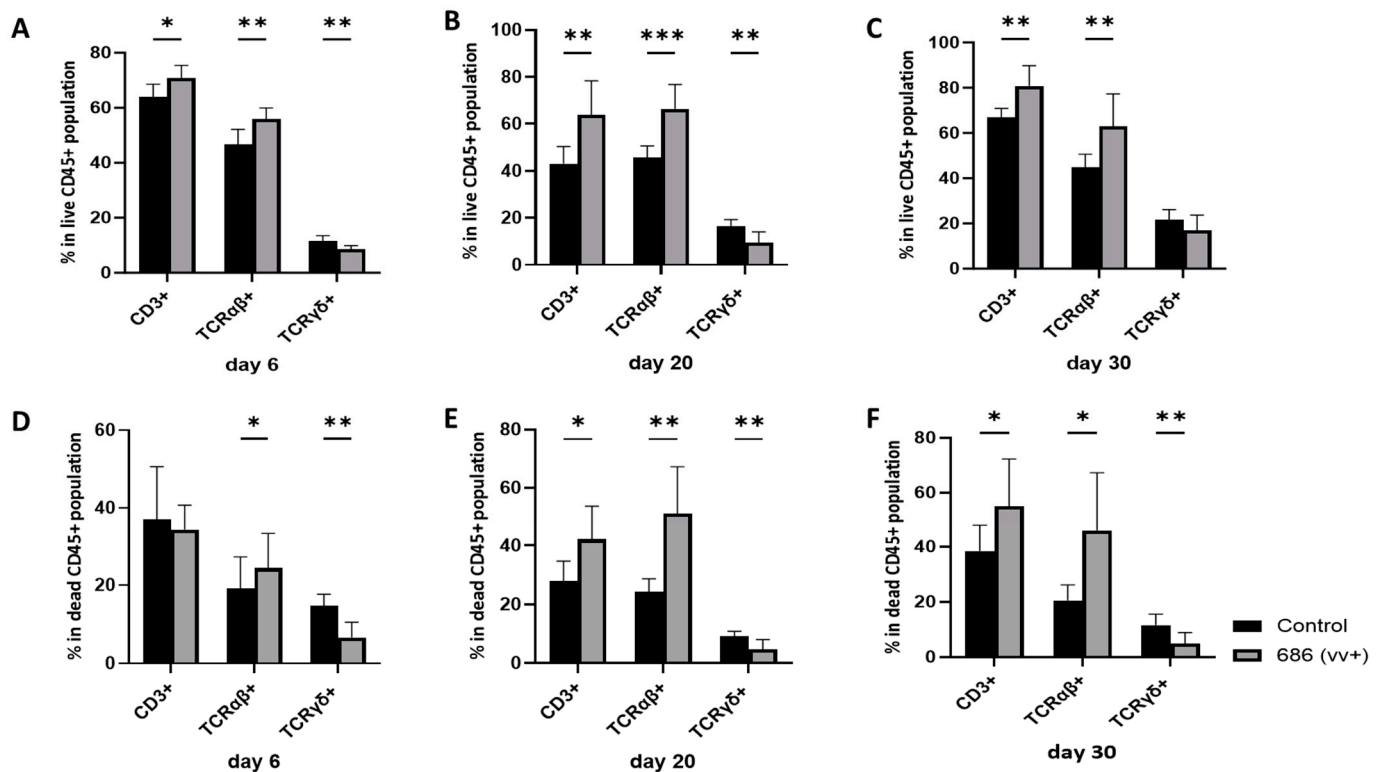 A
* ** **
% in live CD45+ population
80
60
40
20
0
CD3+
TCRαβ+
TCRγδ+
day 6
B
** *** **
% in live CD45+ population
100
80
60
40
20
0
CD3+
TCRαβ+
TCRγδ+
day 20
C
** **
% in live CD45+ population
100
80
60
40
20
0
CD3+
TCRαβ+
TCRγδ+
day 30
D
* **
% in dead CD45+ population
60
40
20
0
CD3+
TCRαβ+
TCRγδ+
day 6
E
* ** **
% in dead CD45+ population
80
60
40
20
0
CD3+
TCRαβ+
TCRγδ+
day 20
F
* * **
% in dead CD45+ population
80
60
40
20
0
CD3+
TCRαβ+
TCRγδ+
day 30
Control
686 (vv+)